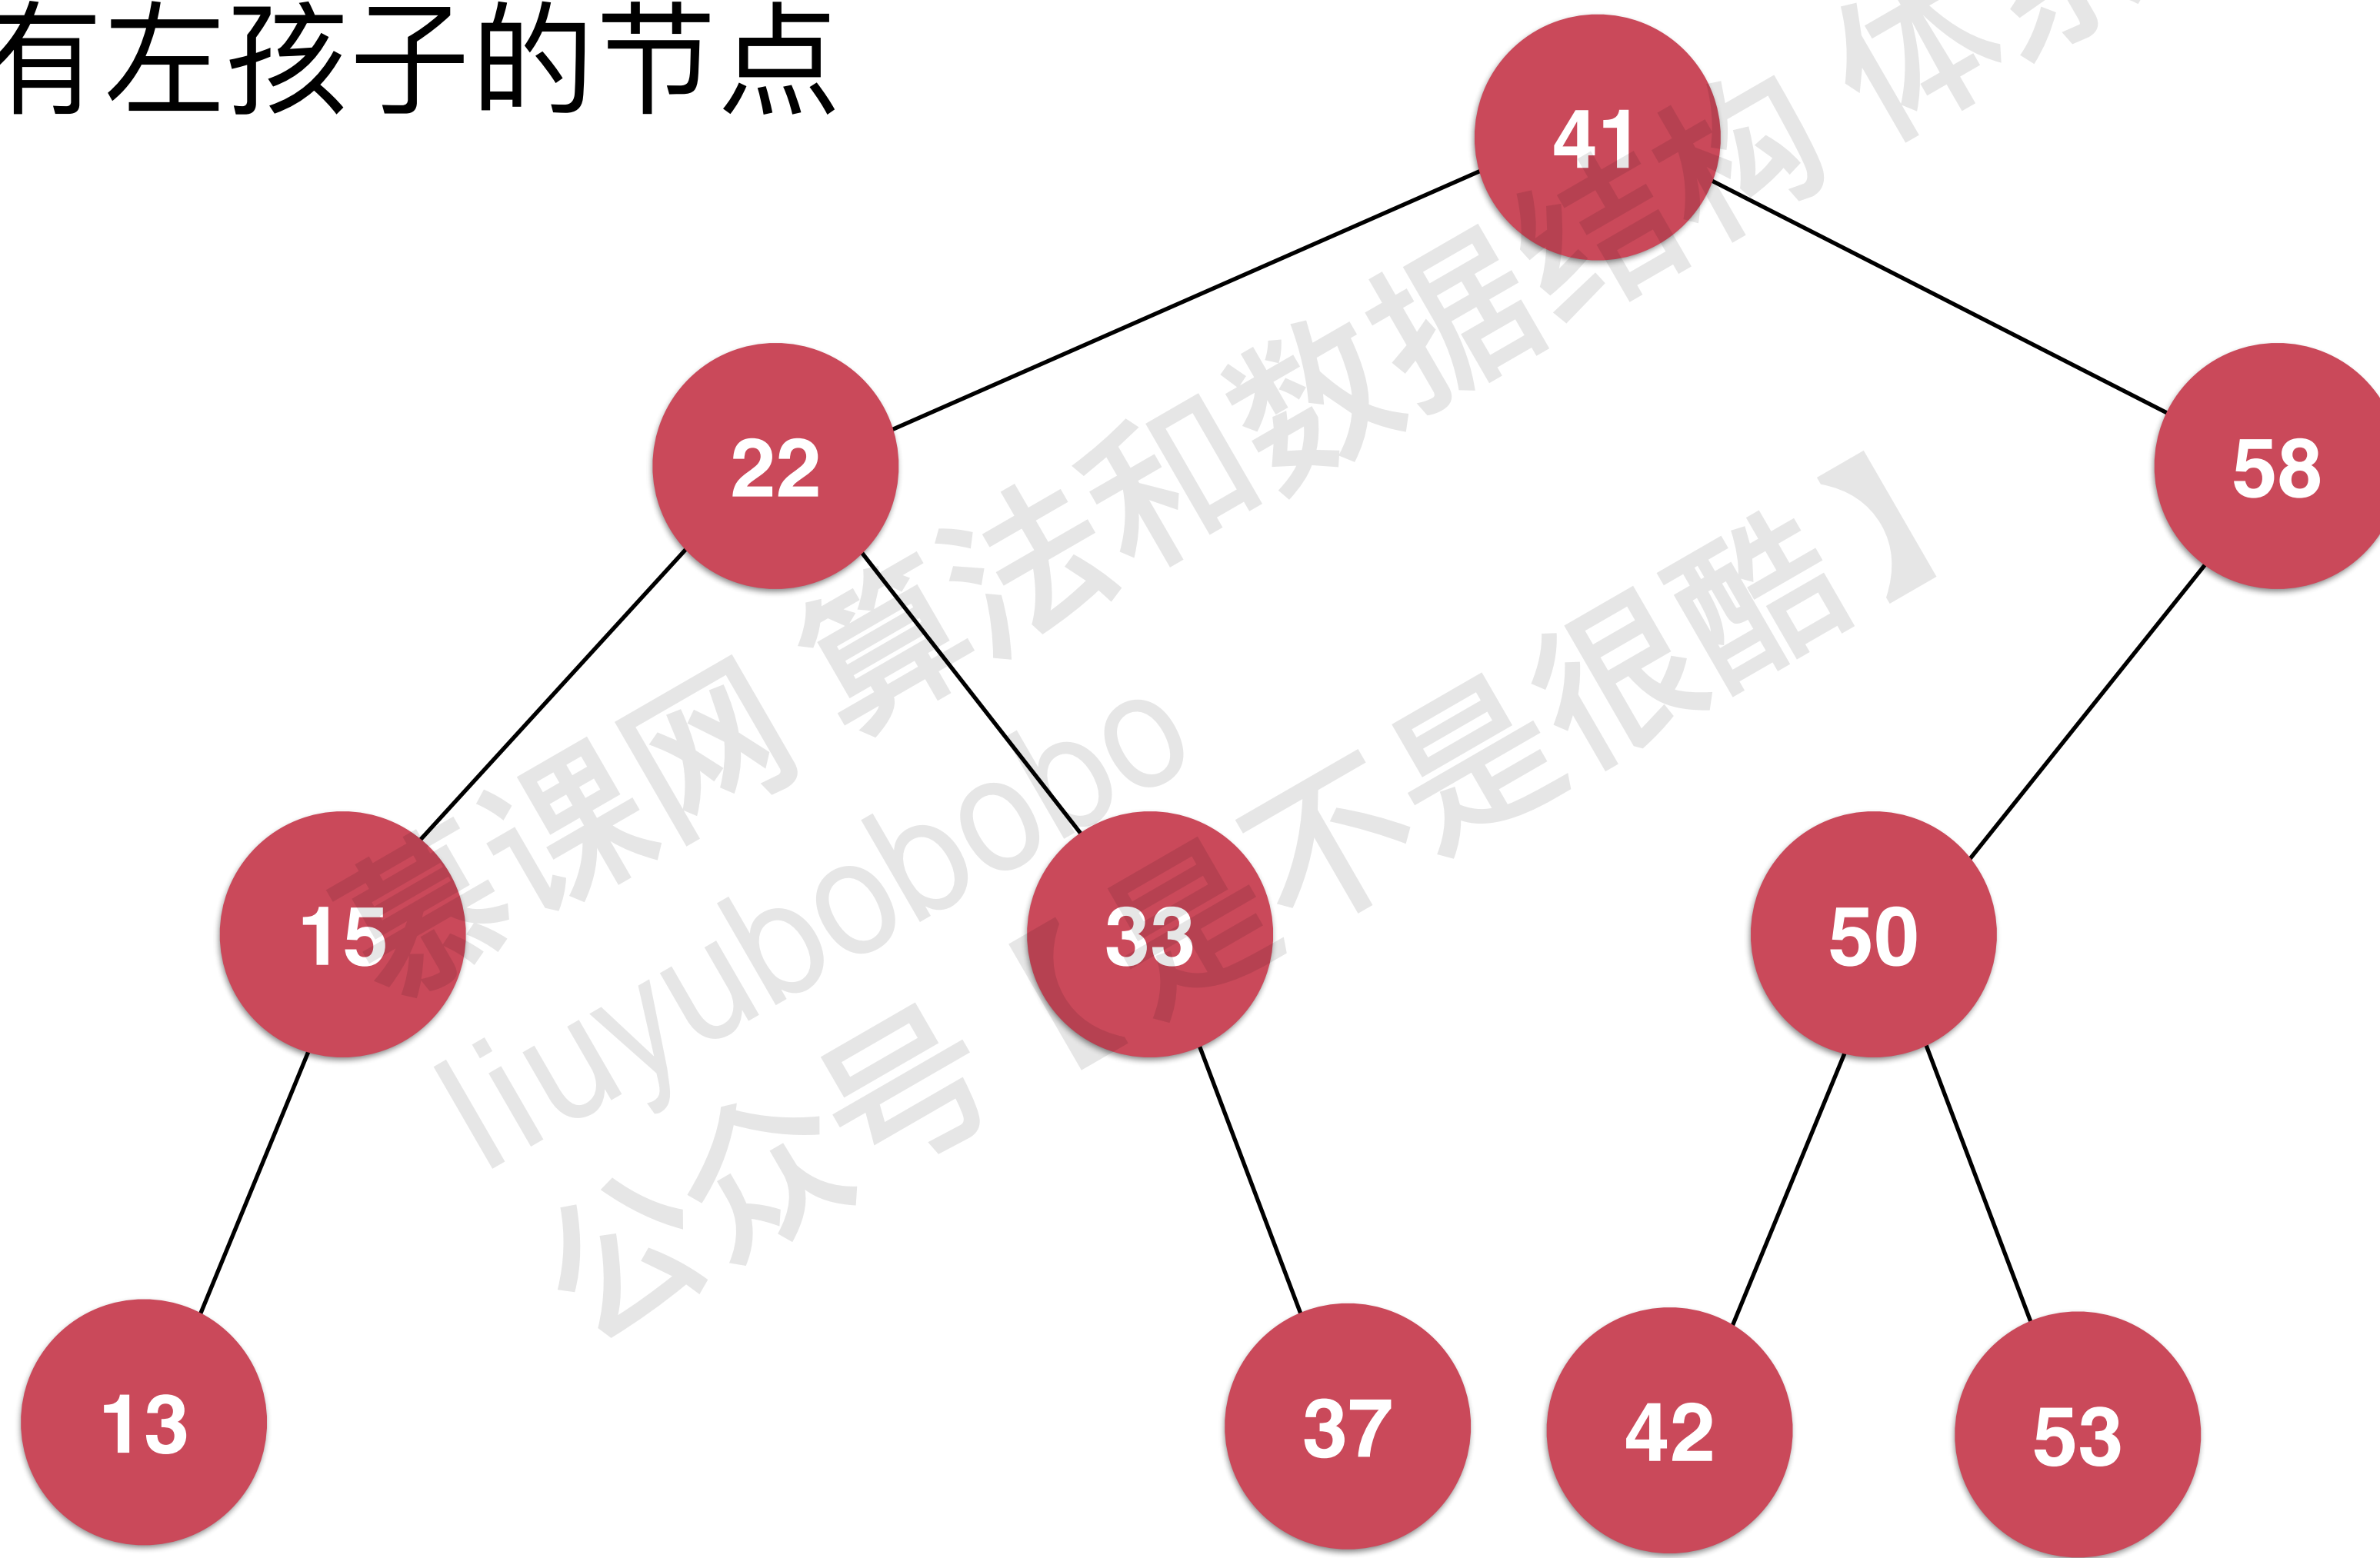 有左孩子的节点
41
22 58
15 33 50
13 37 42 53
慕课网 算法和数据结构 体系
liuyubobobo
公众号【是不是很酷】